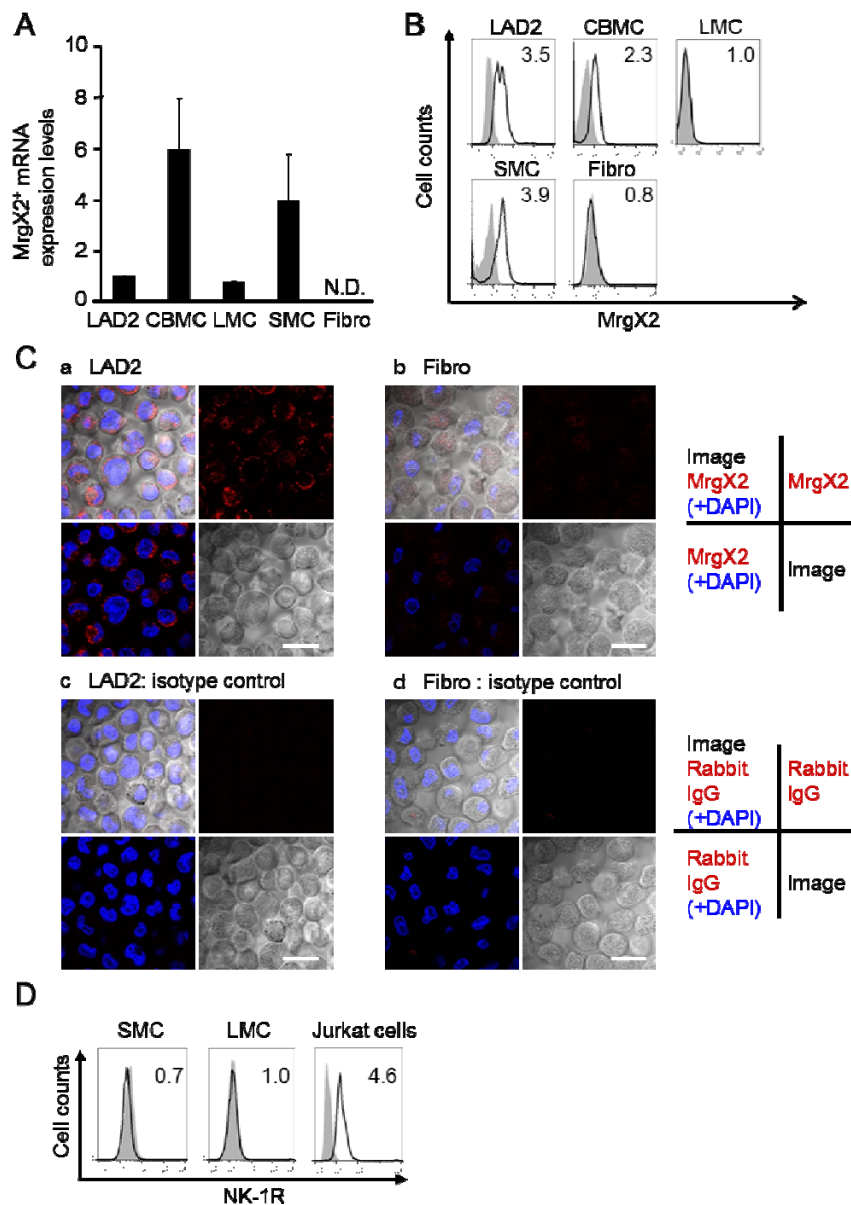 A
10
8
6
4
2
0
MrgX2⁺ mRNA
expression levels
N.D.
LAD2 CBMC LMC SMC Fibro
B
LAD2 CBMC LMC
3.5 2.3 1.0
SMC Fibro
3.9 0.8
Cell counts
MrgX2
C
a LAD2
b Fibro
Image
MrgX2
(+DAPI)
MrgX2
MrgX2
(+DAPI)
Image
c LAD2: isotype control
d Fibro : isotype control
Image
Rabbit
IgG
(+DAPI)
Rabbit
IgG
Rabbit
IgG
(+DAPI)
Image
D
SMC LMC Jurkat cells
0.7 1.0 4.6
Cell counts
NK-1R